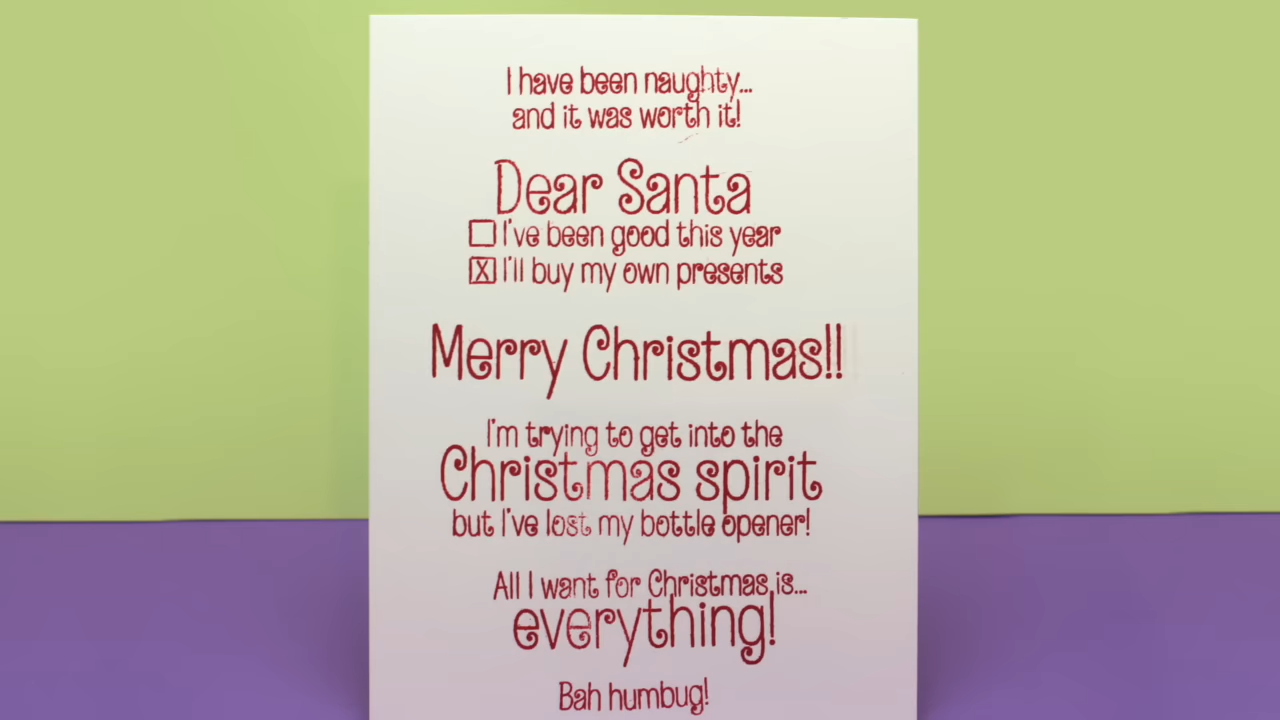 I have been naughty...
and it was worth it!
Dear Santa
I've been good this year
X I'll buy my own presents
Merry Christmas!!
I'm trying to get into the
Christmas spirit
but I've lost my bottle opener!
All I want for Christmas is...
everything!
Bah humbug!